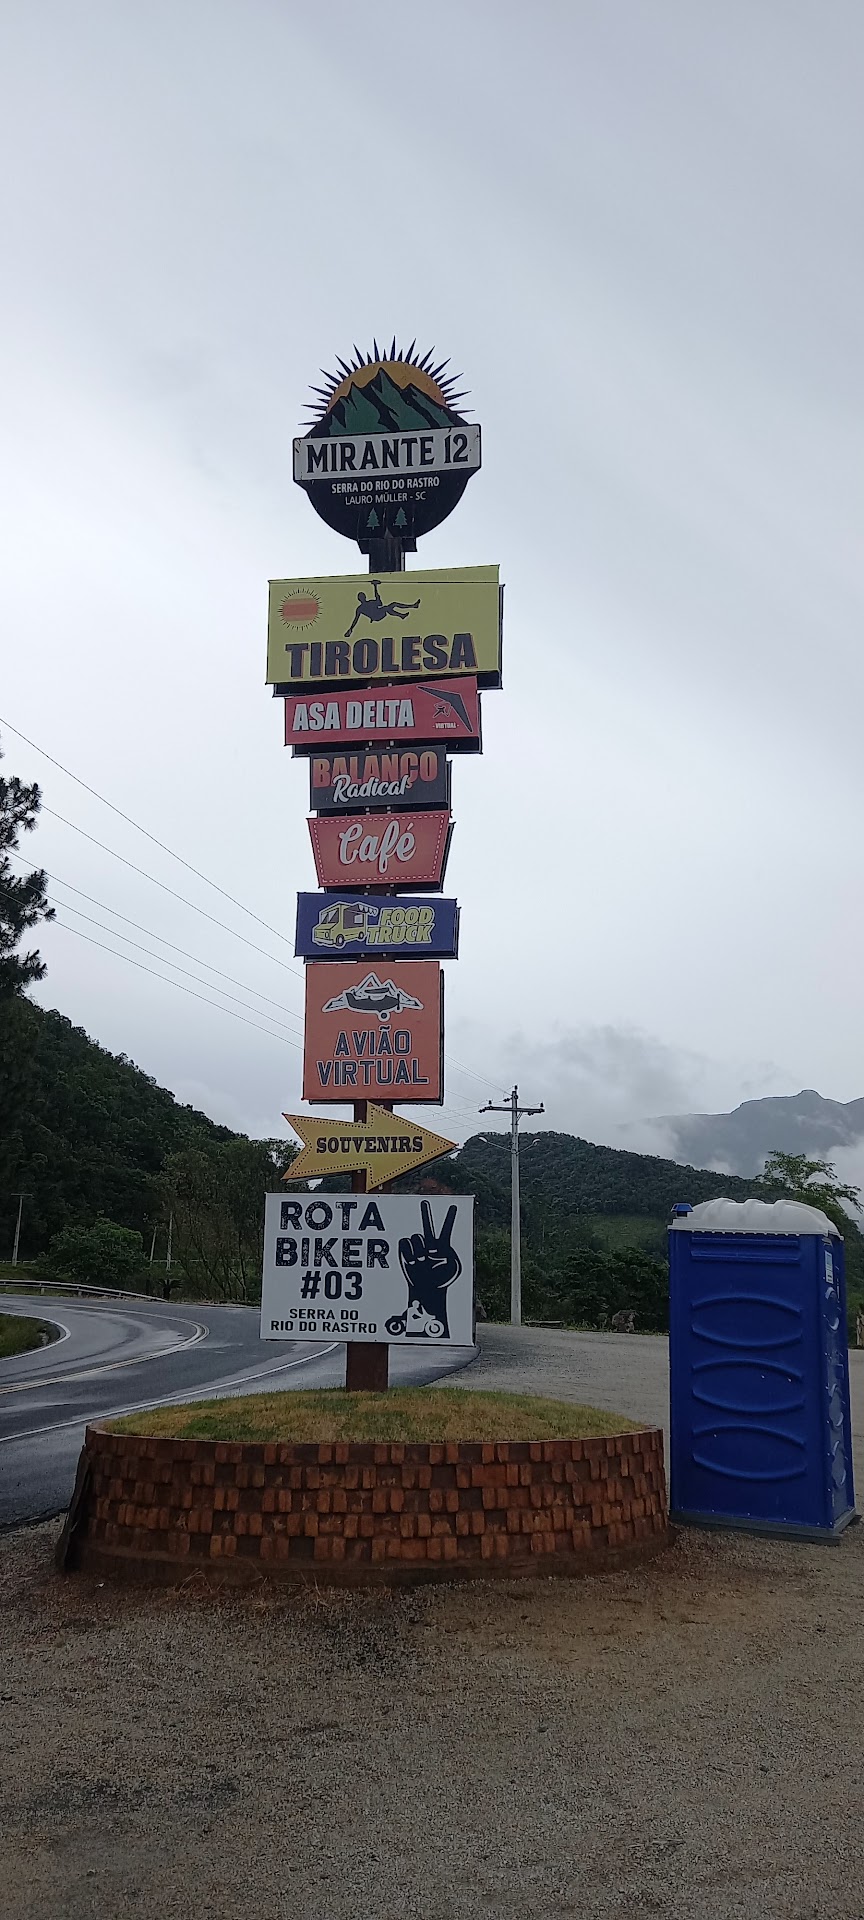 MIRANTE 12
SERRA DO RIO DO RASTRO
LAURO MÜLLER - SC
TIROLESA
ASA DELTA
VIRTUAL
BALANÇO
Radical
Café
FOOD
TRUCK
AVIÃO
VIRTUAL
SOUVENIRS
ROTA
BIKER
#03
SERRA DO
RIO DO RASTRO